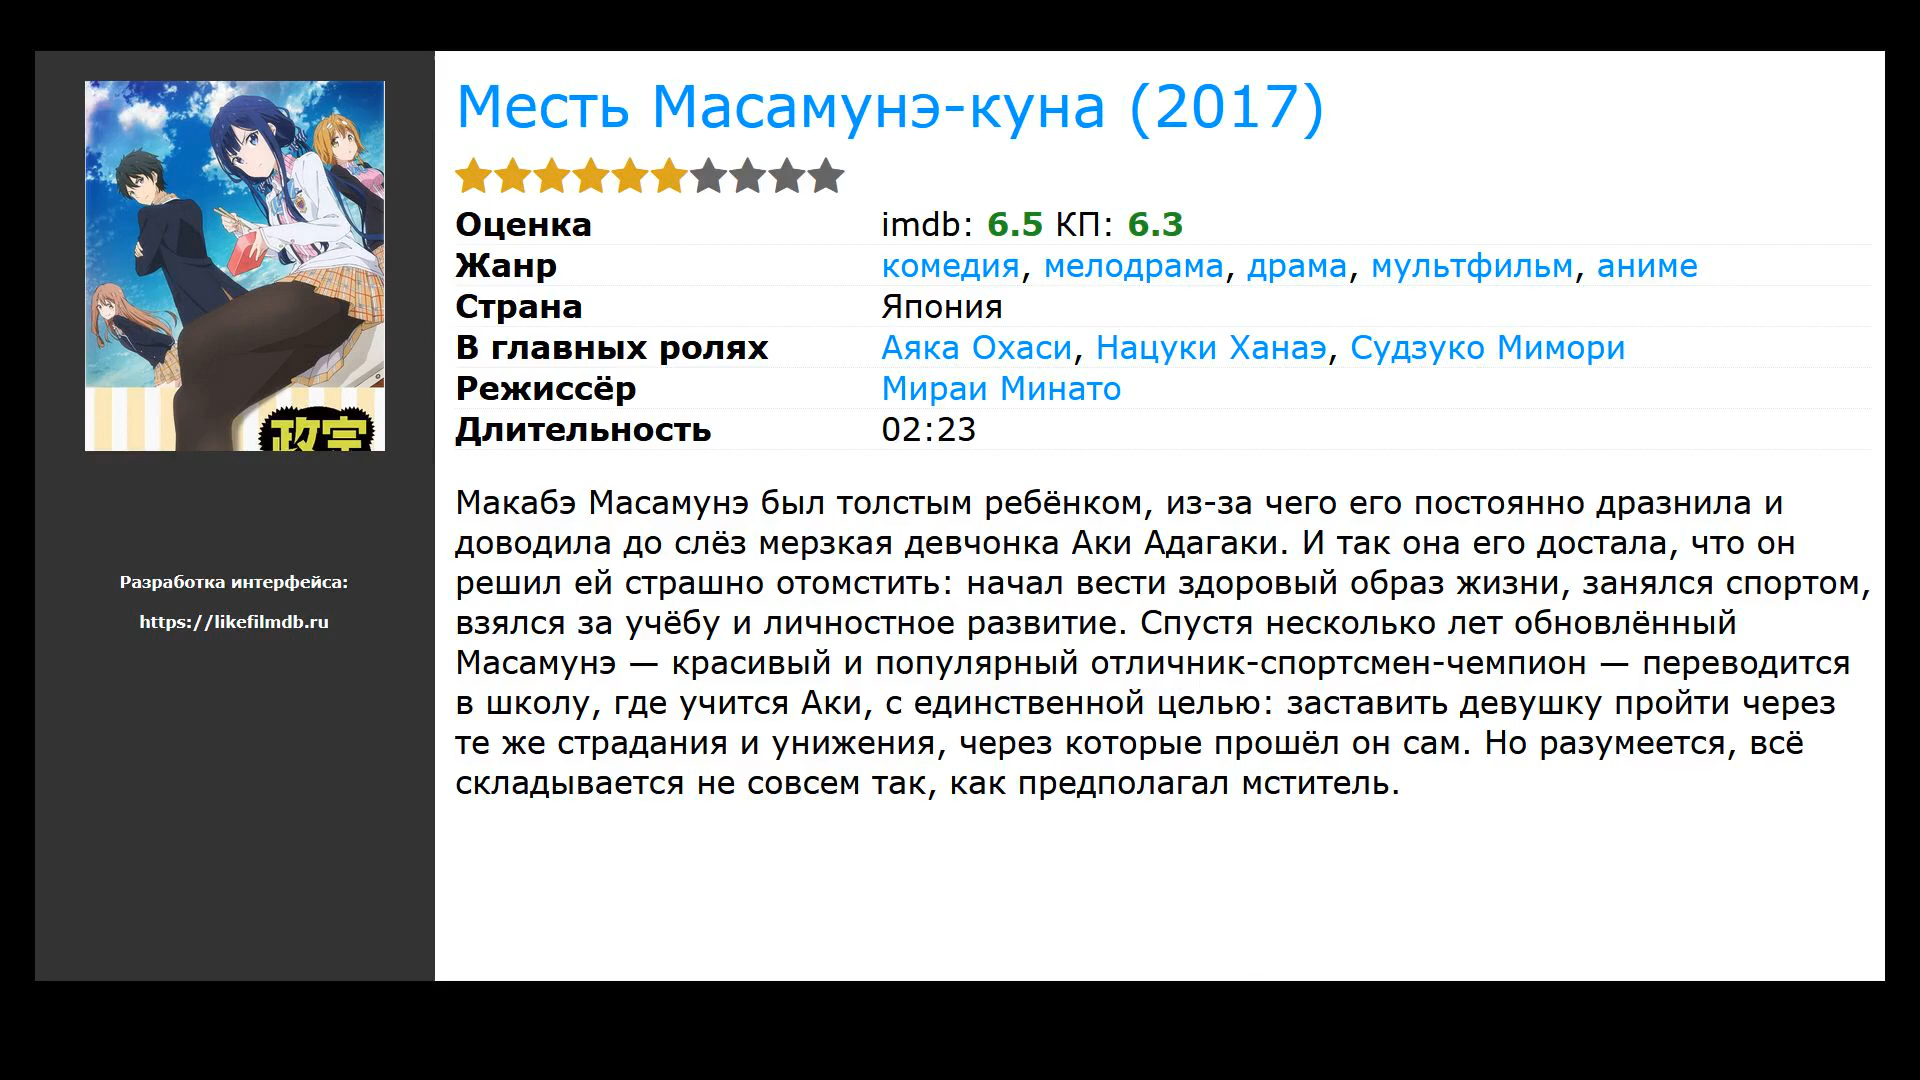 Месть Масамунэ-куна (2017)
Оценка imdb: 6.5 КП: 6.3
Жанр комедия, мелодрама, драма, мультфильм, аниме
Страна Япония
В главных ролях Аяка Охаси, Нацуки Ханаэ, Судзуко Мимори
Режиссёр Мираи Минато
Длительность 02:23
Макабэ Масамунэ был толстым ребёнком, из-за чего его постоянно дразнила и
доводила до слёз мерзкая девчонка Аки Адагаки. И так она его достала, что он
решил ей страшно отомстить: начал вести здоровый образ жизни, занялся спортом,
взялся за учёбу и личностное развитие. Спустя несколько лет обновлённый
Масамунэ — красивый и популярный отличник-спортсмен-чемпион — переводится
в школу, где учится Аки, с единственной целью: заставить девушку пройти через
те же страдания и унижения, через которые прошёл он сам. Но разумеется, всё
складывается не совсем так, как предполагал мститель.
政宗
Разработка интерфейса:
https://likefilmdb.ru